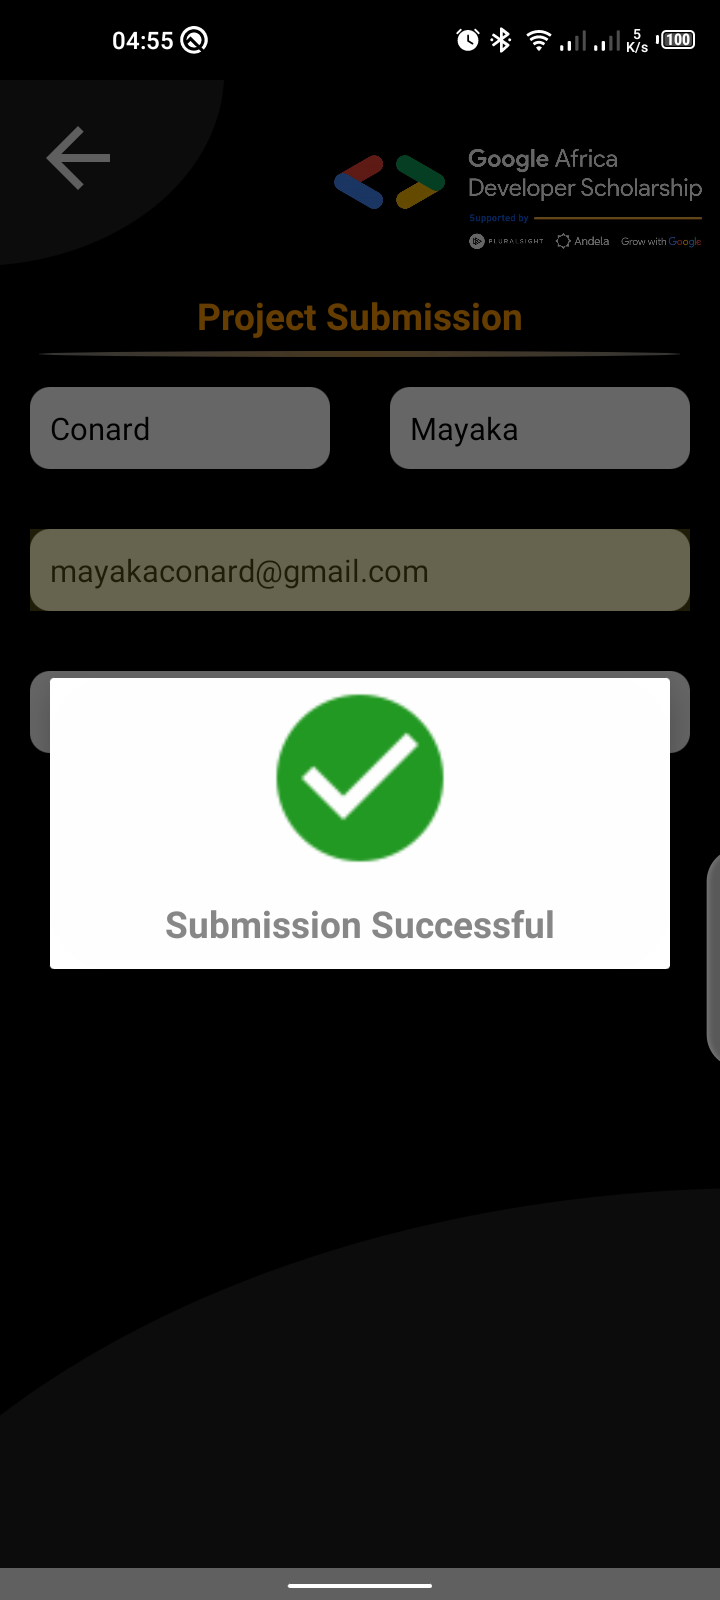 04:55
5
K/s
100
Google Africa
Developer Scholarship
Supported by
PLURALSIGHT Andela Grow with Google
Project Submission
Conard Mayaka
mayakaconard@gmail.com
Submission Successful